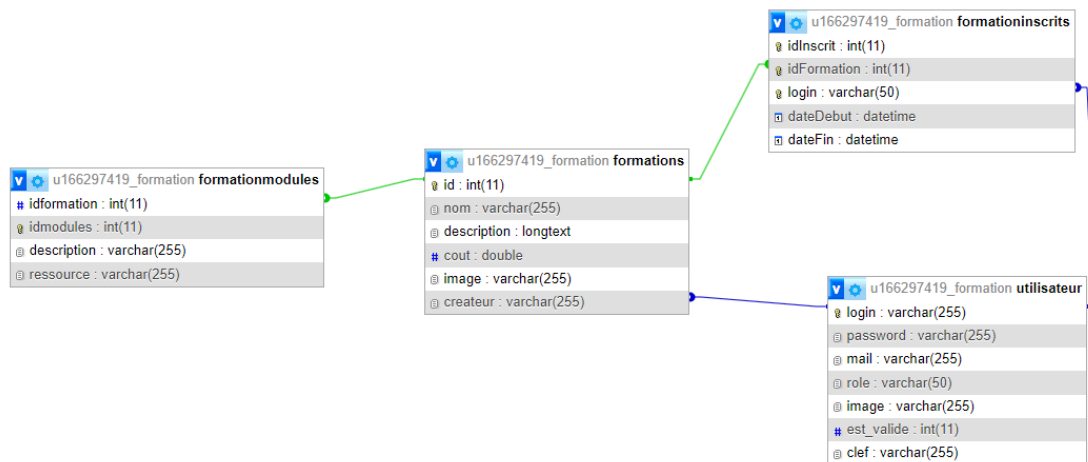 u166297419_formation formationinscrits
idInscrit : int(11)
idFormation : int(11)
login : varchar(50)
dateDebut : datetime
dateFin : datetime
u166297419_formation formations
id : int(11)
nom : varchar(255)
description : longtext
cout : double
image : varchar(255)
createur : varchar(255)
u166297419_formation formationmodules
idformation : int(11)
idmodules : int(11)
description : varchar(255)
ressource : varchar(255)
u166297419_formation utilisateur
login : varchar(255)
password : varchar(255)
mail : varchar(255)
role : varchar(50)
image : varchar(255)
est_valide : int(11)
clef : varchar(255)